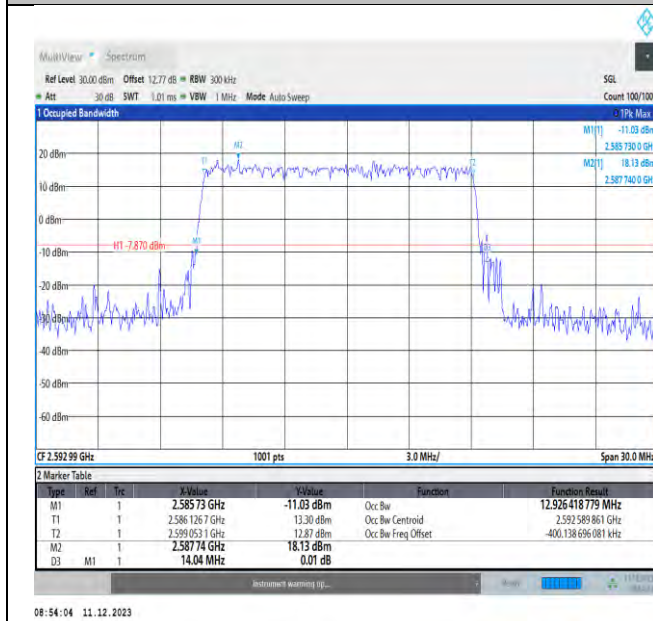 MultiView Spectrum
Ref Level 30.00 dBm Offset 12.77 dB RBW 300 kHz SGL
Att 30 dB SWT 1.01 ms VBW 1 MHz Mode Auto Sweep Count 100/100
1 Occupied Bandwidth 1Pk Max
M1[1] -11.03 dBm
2.585 730 0 GHz
M2[1] 18.13 dBm
2.587 740 0 GHz
M2
T1 T2
20 dBm
10 dBm
0 dBm
M1
H1 -7.870 dBm
-10 dBm
-20 dBm
-30 dBm
-40 dBm
-50 dBm
-60 dBm
CF 2.592 99 GHz 1001 pts 3.0 MHz/ Span 30.0 MHz
2 Marker Table
Type Ref Trc X-Value Y-Value Function Function Result
M1 1 2.585 73 GHz -11.03 dBm Occ Bw 12.926 418 779 MHz
T1 1 2.586 126 7 GHz 13.30 dBm Occ Bw Centroid 2.592 589 861 GHz
T2 1 2.599 053 1 GHz 12.87 dBm Occ Bw Freq Offset -400.138 696 081 kHz
M2 1 2.587 74 GHz 18.13 dBm
D3 M1 1 14.04 MHz 0.01 dB
Instrument warming up...
08:54:04 11.12.2023